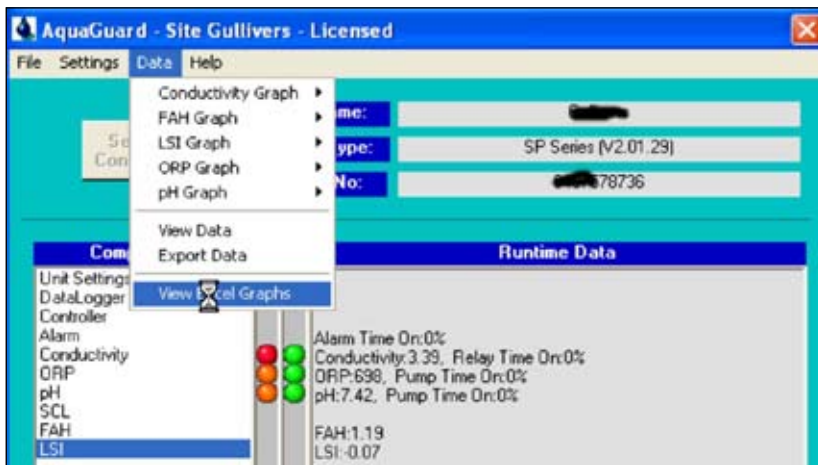 AquaGuard - Site Gullivers - Licensed
File Settings Data Help
Conductivity Graph
FAH Graph
LSI Graph
ORP Graph
pH Graph
View Data
Export Data
View Excel Graphs
Se
Con
ame:
ype: SP Series (V2.01.29)
No: 78736
Com
Runtime Data
Unit Settings
DataLogger
Controller
Alarm
Conductivity
ORP
pH
SCL
FAH
LSI
Alarm Time On:0%
Conductivity:3.39, Relay Time On:0%
ORP:698, Pump Time On:0%
pH:7.42, Pump Time On:0%
FAH:1.19
LSI:-0.07